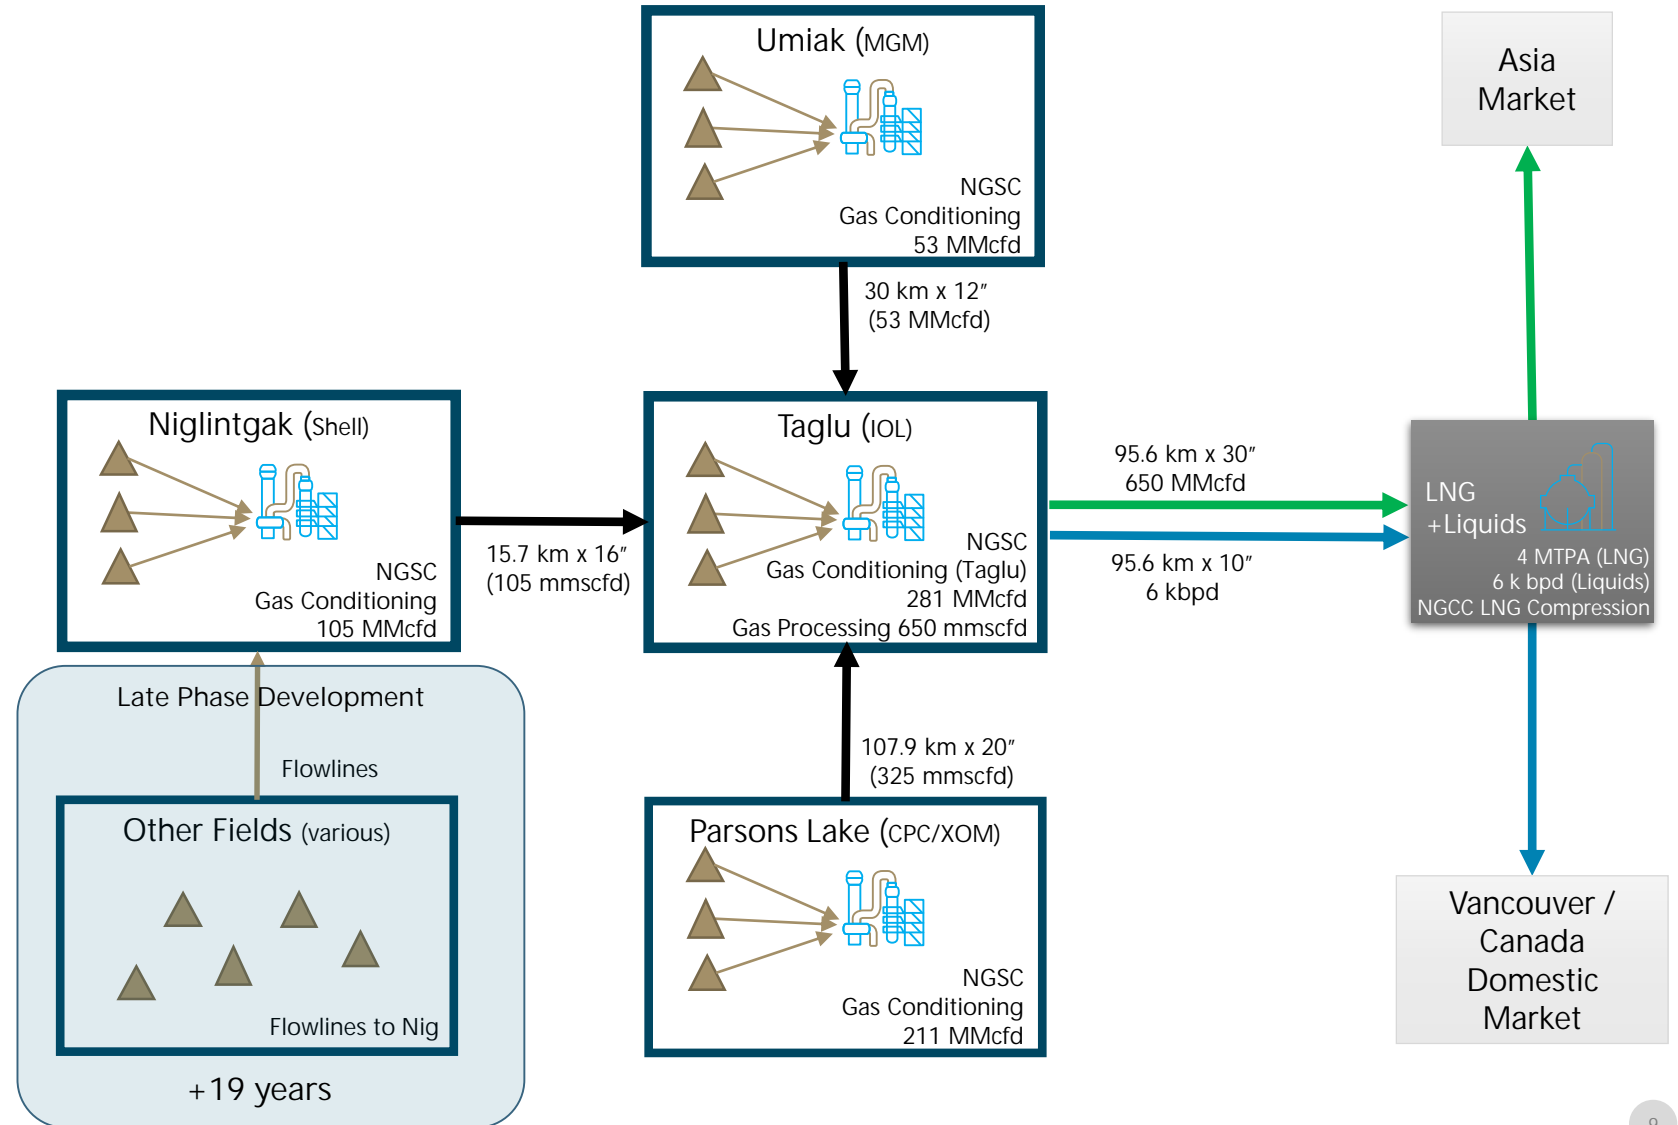 Umiak (MGM)
NGSC
Gas Conditioning
53 MMcfd
30 km x 12”
(53 MMcfd)
Asia
Market
Niglintgak (Shell)
NGSC
Gas Conditioning
105 MMcfd
15.7 km x 16”
(105 mmscfd)
Taglu (IOL)
NGSC
Gas Conditioning (Taglu)
281 MMcfd
Gas Processing 650 mmscfd
95.6 km x 30”
650 MMcfd
95.6 km x 10”
6 kbpd
LNG
+Liquids
4 MTPA (LNG)
6 k bpd (Liquids)
NGCC LNG Compression
Late Phase Development
Flowlines
Other Fields (various)
Flowlines to Nig
+19 years
107.9 km x 20”
(325 mmscfd)
Parsons Lake (CPC/XOM)
NGSC
Gas Conditioning
211 MMcfd
Vancouver /
Canada
Domestic
Market